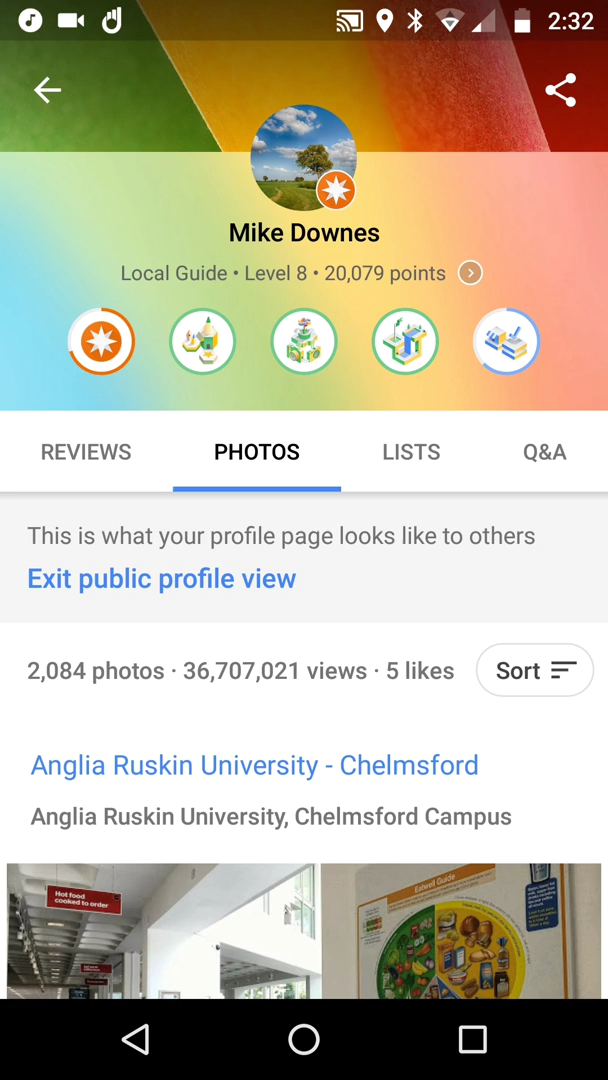 2:32
Mike Downes
Local Guide • Level 8 • 20,079 points
REVIEWS PHOTOS LISTS Q&A
This is what your profile page looks like to others
Exit public profile view
2,084 photos · 36,707,021 views · 5 likes Sort
Anglia Ruskin University - Chelmsford
Anglia Ruskin University, Chelmsford Campus
Hot food
cooked to order
Eatwell Guide